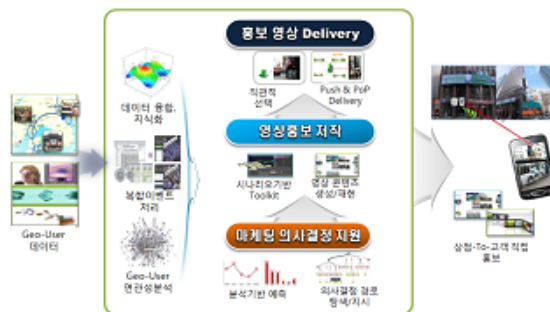 홍보 영상 Delivery
직관적
선택
Push & PoP
Delivery
데이터 융합,
지식화
영상홍보 저작
시나리오기반
Toolkit
영상 콘텐츠
생성/재현
복합이벤트
처리
Geo-User
데이터
마케팅 의사결정 지원
Geo-User
연관성분석
분석기반 예측
의사결정 경로
탐색/지시
상점-To-고객 직접
홍보